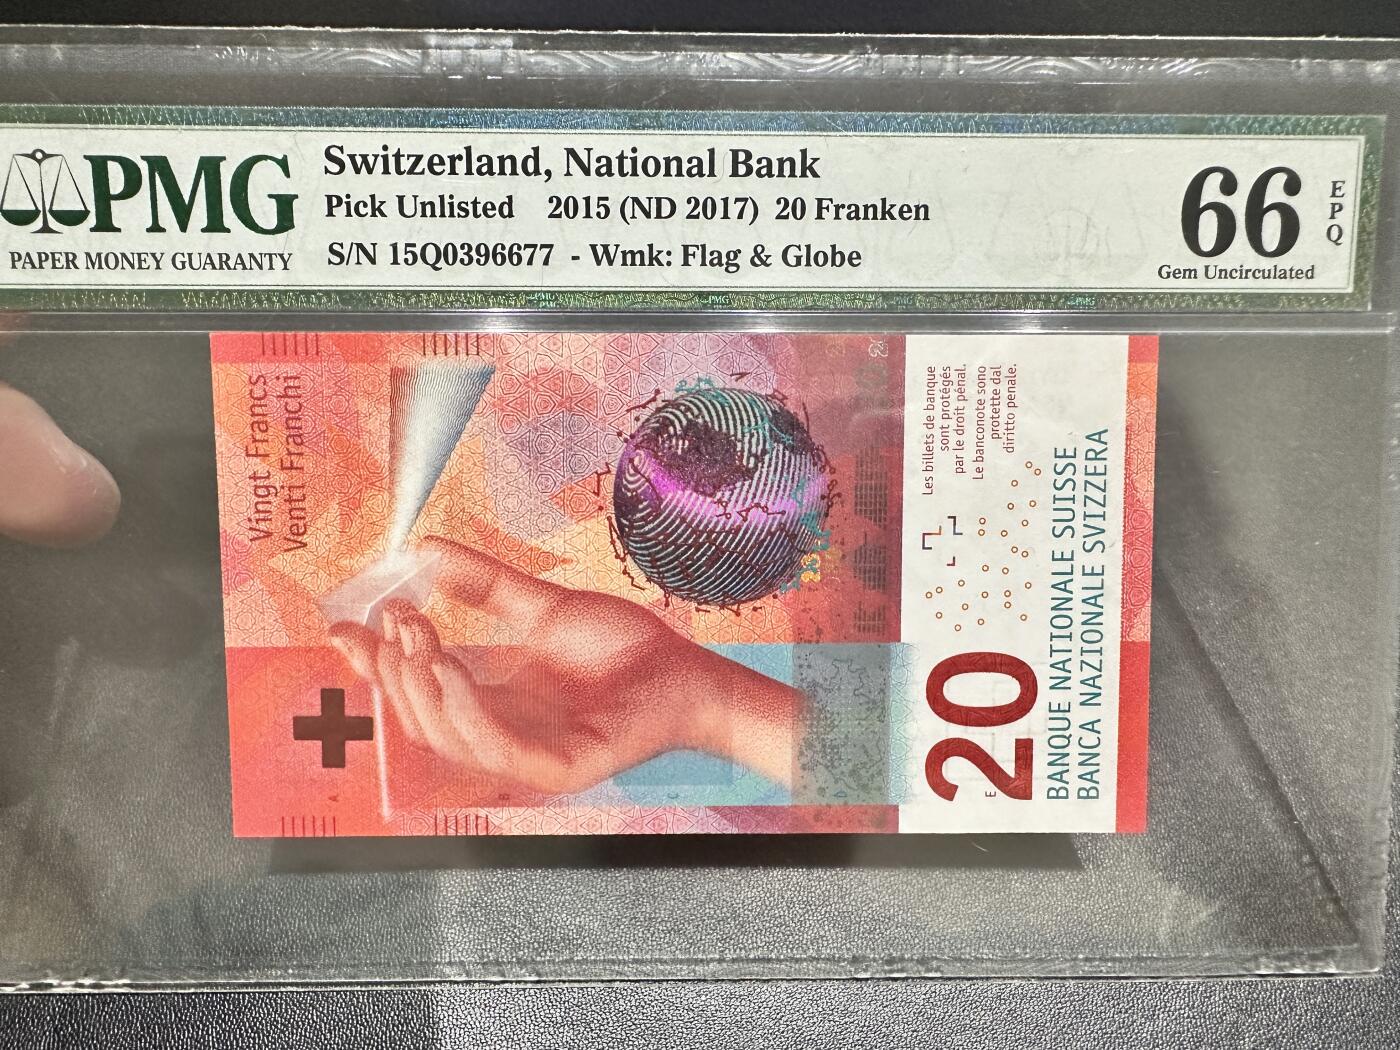 PMG
PAPER MONEY GUARANTY
Switzerland, National Bank
Pick Unlisted 2015 (ND 2017) 20 Franken
S/N 15Q0396677 - Wmk: Flag & Globe
66
EPQ
Gem Uncirculated
Vingt Francs
Venti Franchi
Les billets de banque
sont protégés
par le droit pénal.
Le banconote sono
protette dal
diritto penale.
20
BANQUE NATIONALE SUISSE
BANCA NAZIONALE SVIZZERA
A
B
C
D
E